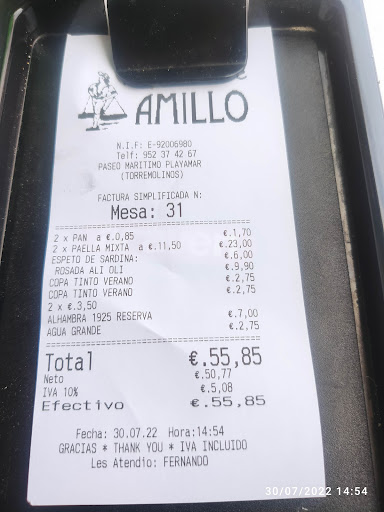 AMILLO
N.I.F: E-92006980
Telf: 952 37 42 67
PASEO MARITIMO PLAYAMAR
(TORREMOLINOS)
FACTURA SIMPLIFICADA N:
Mesa: 31
2 x PAN a €.0,85 €.1,70
2 x PAELLA MIXTA a €.11,50 €.23,00
ESPETO DE SARDINA: €.6,00
ROSADA ALI OLI €.9,90
COPA TINTO VERANO €.2,75
COPA TINTO VERANO €.2,75
2 x €.3,50
ALHAMBRA 1925 RESERVA €.7,00
AGUA GRANDE €.2,75
Total €.55,85
Neto €.50,77
IVA 10% €.5,08
Efectivo €.55,85
Fecha: 30.07.22 Hora:14:54
GRACIAS * THANK YOU * IVA INCLUIDO
Les Atendio: FERNANDO
30/07/2022 14:54